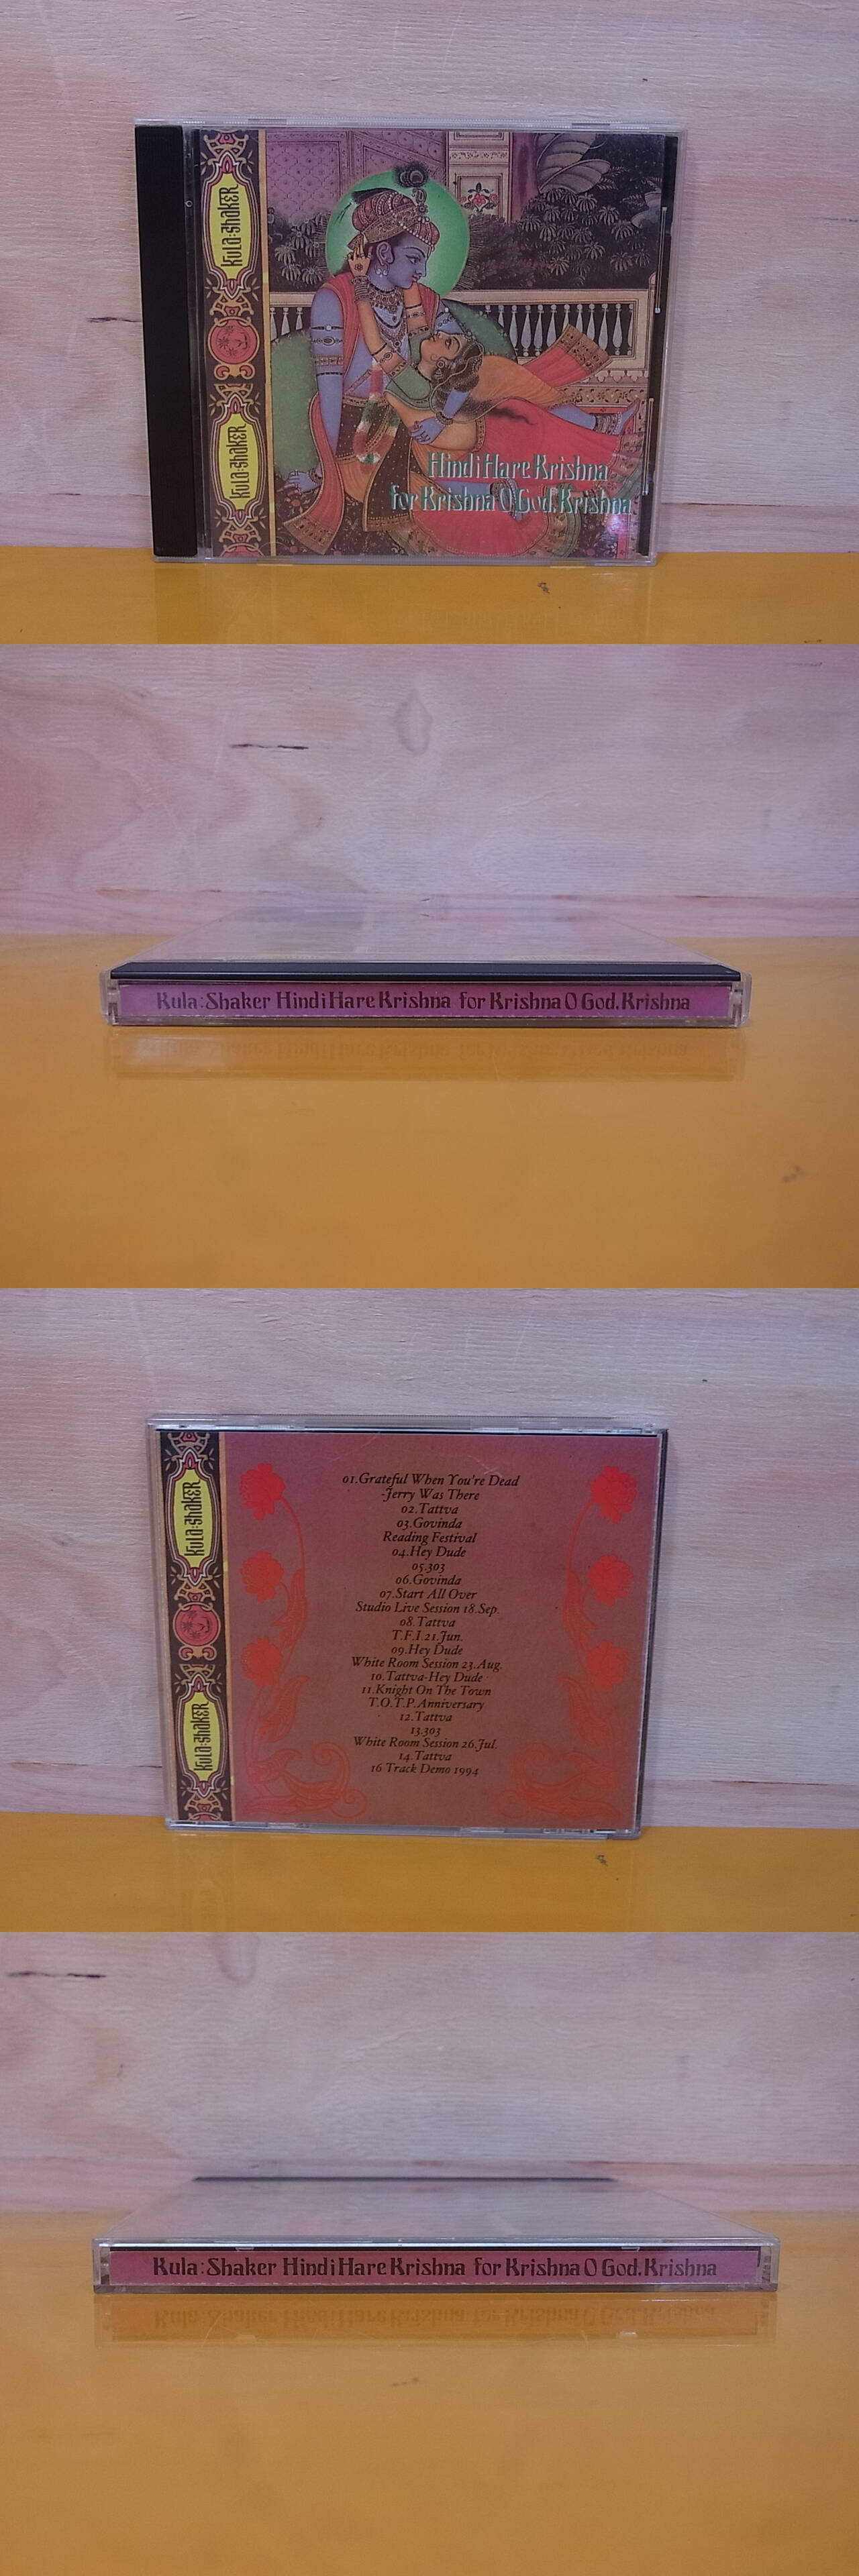 KULA:SHAKER
KULA:SHAKER
Hindi Hare Krishna
for Krishna O God. Krishna
Kula:Shaker Hindi Hare Krishna for Krishna O God. Krishna
KULA:SHAKER
KULA:SHAKER
01.Grateful When You're Dead
-Jerry Was There
02.Tattva
03.Govinda
Reading Festival
04.Hey Dude
05.303
06.Govinda
07.Start All Over
Studio Live Session 18.Sep.
08.Tattva
T.F.I.21.Jun.
09.Hey Dude
White Room Session 23.Aug.
10.Tattva-Hey Dude
11.Knight On The Town
T.O.T.P.Anniversary
12.Tattva
13.303
White Room Session 26.Jul.
14.Tattva
16 Track Demo 1994
Kula:Shaker Hindi Hare Krishna for Krishna O God. Krishna